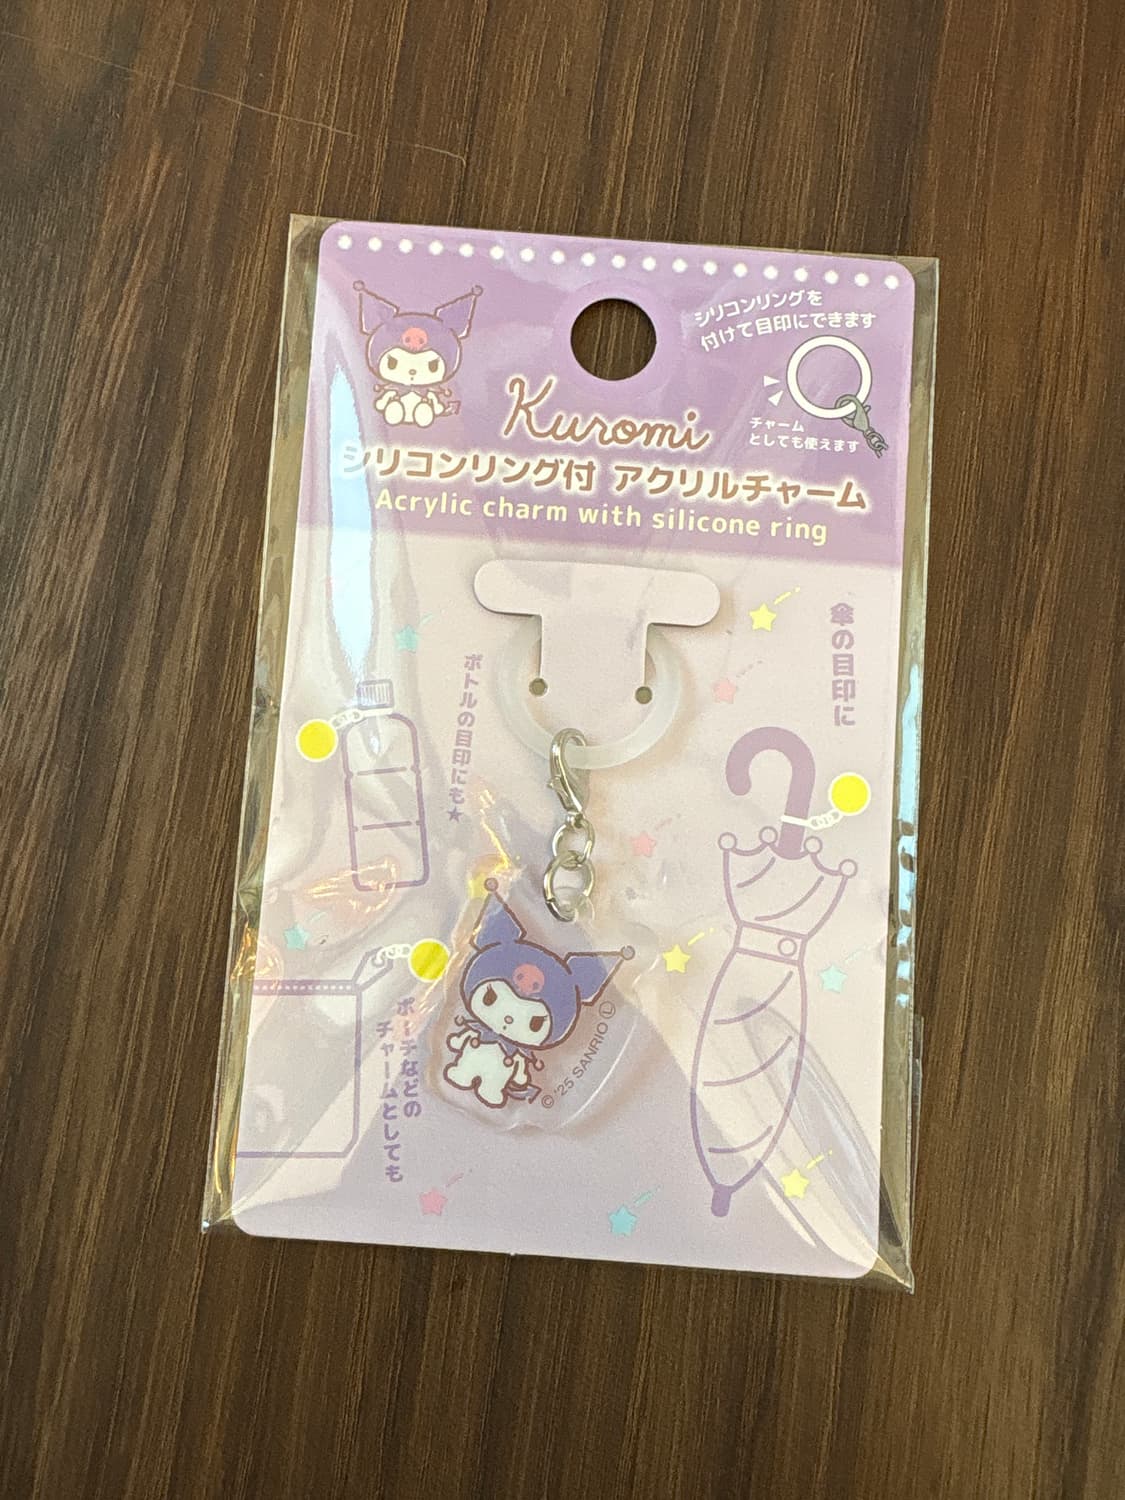 シリコンリングを
付けて目印にできます
チャーム
としても使えます
Kuromi
シリコンリング付 アクリルチャーム
Acrylic charm with silicone ring
傘の目印に
ボトルの目印にも★
ポーチなどの
チャームとしても
© '25 SANRIO Ⓛ